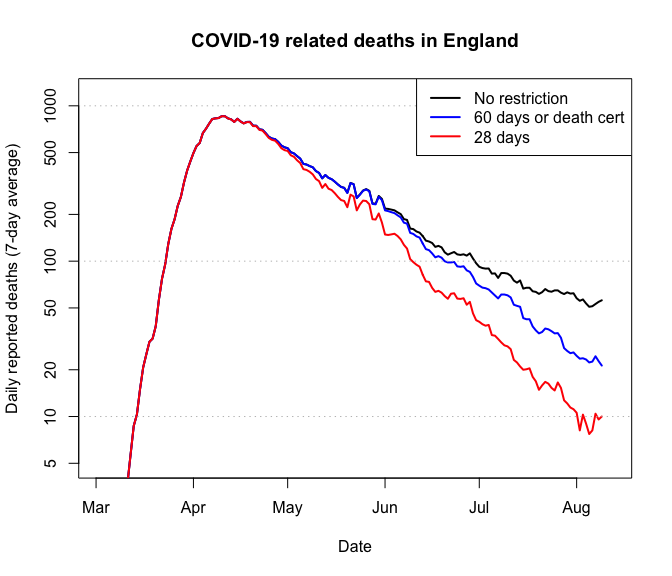 COVID-19 related deaths in England
No restriction
60 days or death cert
28 days
Daily reported deaths (7-day average)
1000
500
200
100
50
20
10
5
Mar Apr May Jun Jul Aug
Date